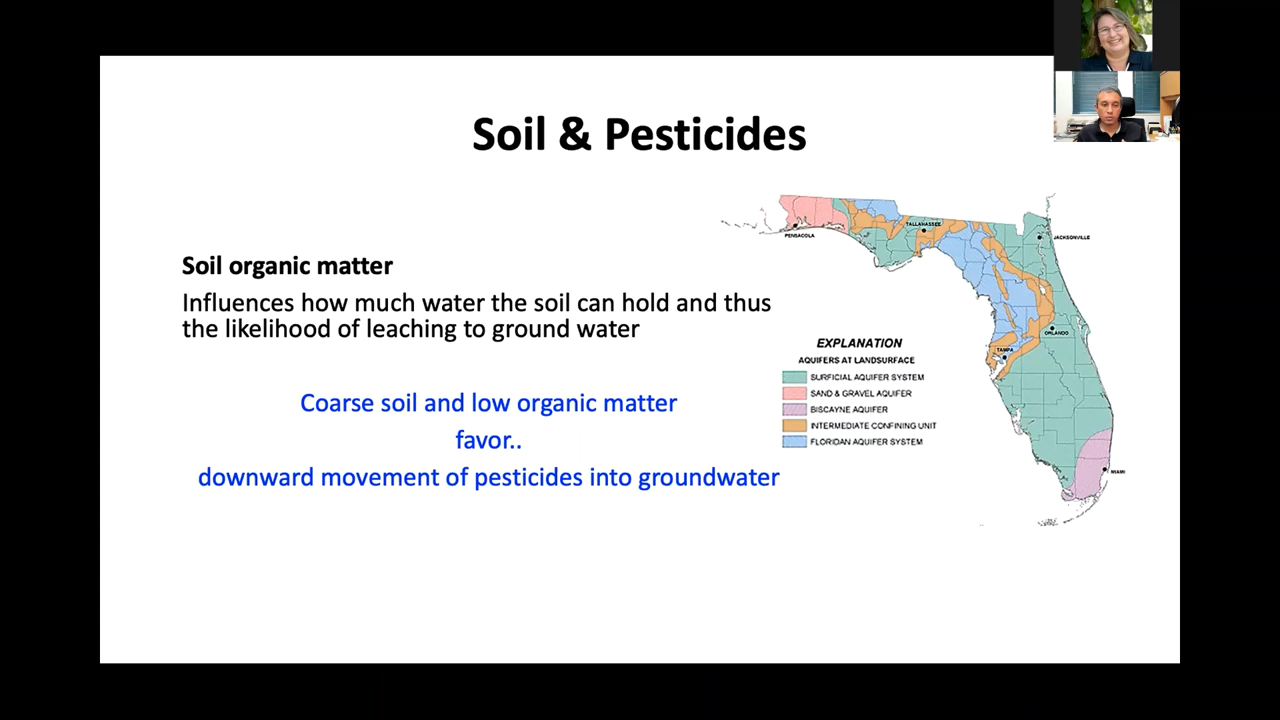 Soil & Pesticides
Soil organic matter
Influences how much water the soil can hold and thus
the likelihood of leaching to ground water
Coarse soil and low organic matter
favor..
downward movement of pesticides into groundwater
PENSACOLA
TALLAHASSEE
JACKSONVILLE
ORLANDO
TAMPA
MIAMI
EXPLANATION
AQUIFERS AT LANDSURFACE
SURFICIAL AQUIFER SYSTEM
SAND & GRAVEL AQUIFER
BISCAYNE AQUIFER
INTERMEDIATE CONFINING UNIT
FLORIDAN AQUIFER SYSTEM